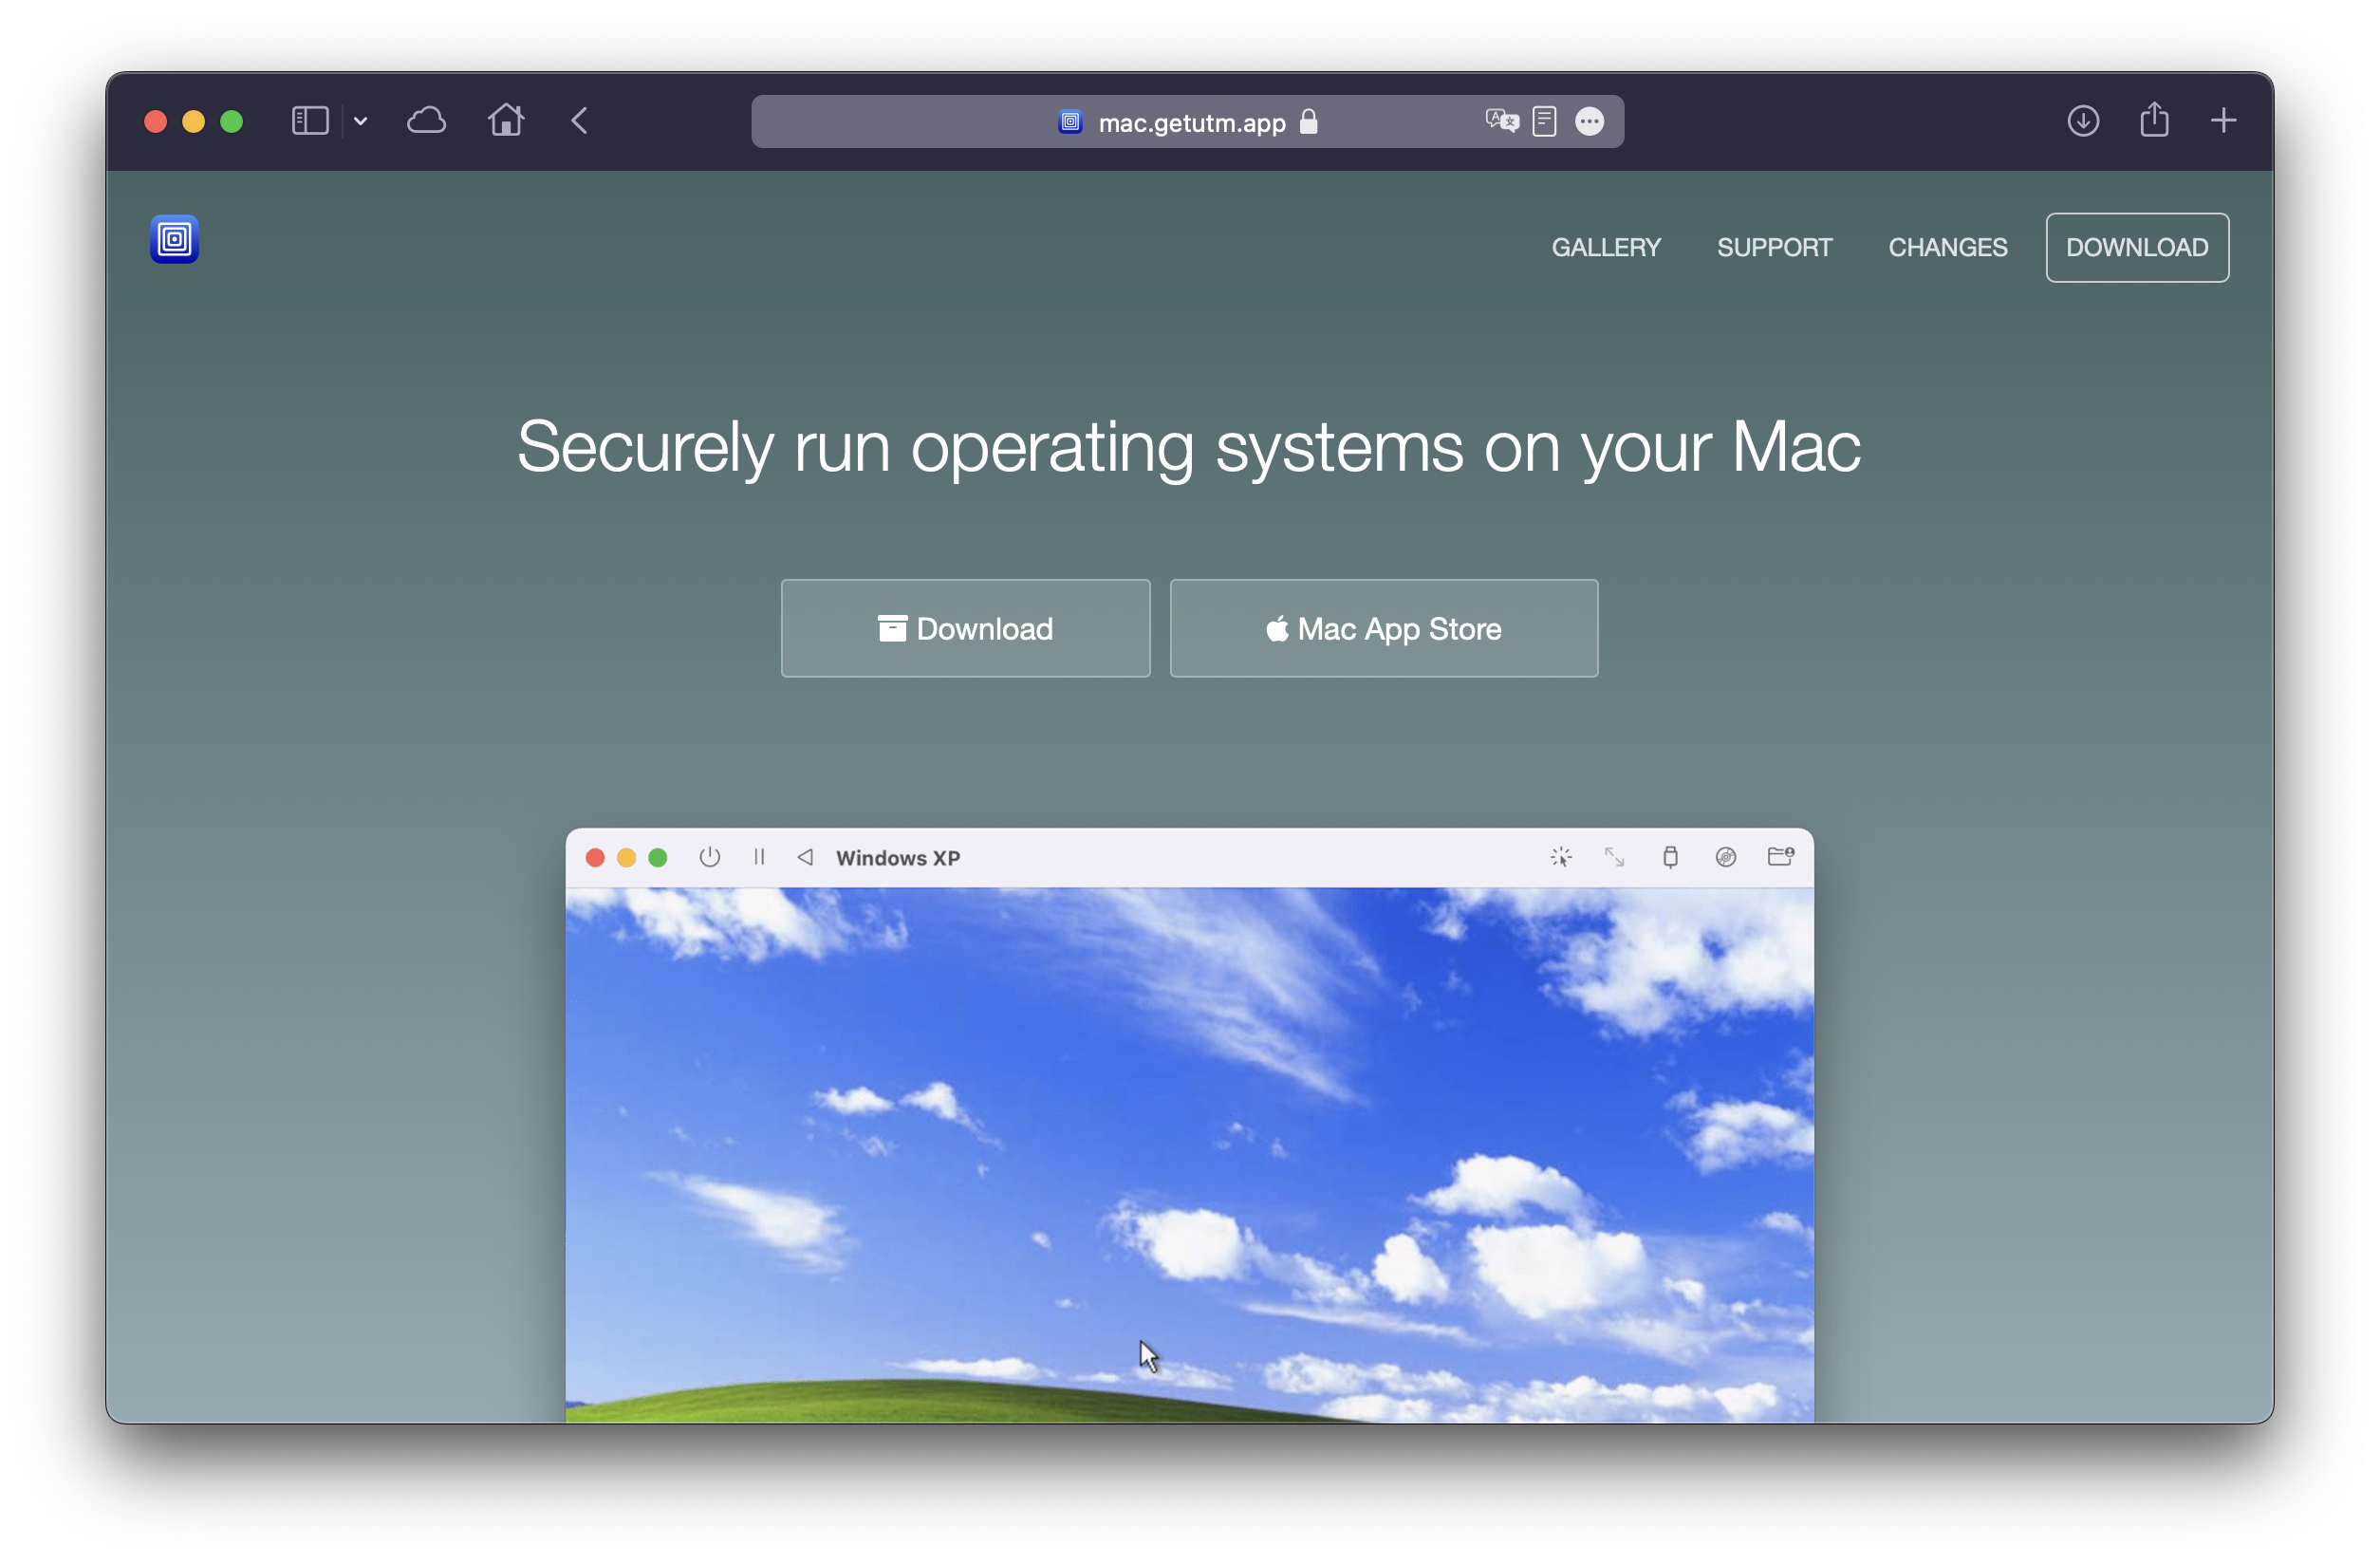 mac.getutm.app
GALLERY SUPPORT CHANGES DOWNLOAD
Securely run operating systems on your Mac
Download Mac App Store
Windows XP